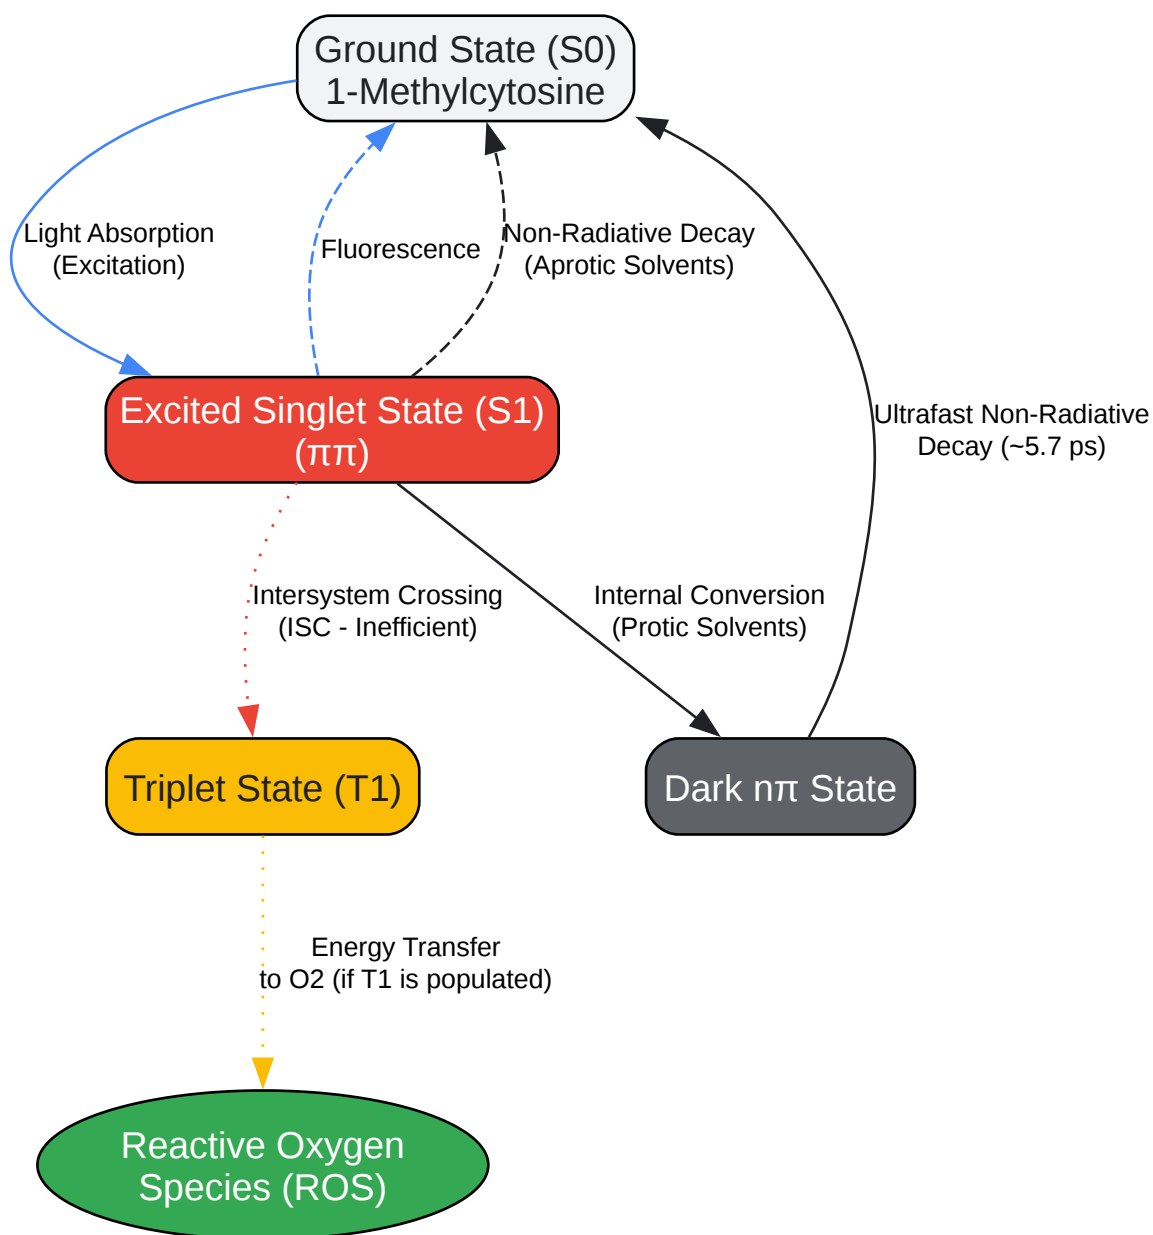 Ground State (S0)
1-Methylcytosine
Light Absorption
(Excitation)
Fluorescence
Non-Radiative Decay
(Aprotic Solvents)
Excited Singlet State (S1)
(ππ)
Ultrafast Non-Radiative
Decay (~5.7 ps)
Intersystem Crossing
(ISC - Inefficient)
Internal Conversion
(Protic Solvents)
Triplet State (T1)
Dark nπ State
Energy Transfer
to O2 (if T1 is populated)
Reactive Oxygen
Species (ROS)